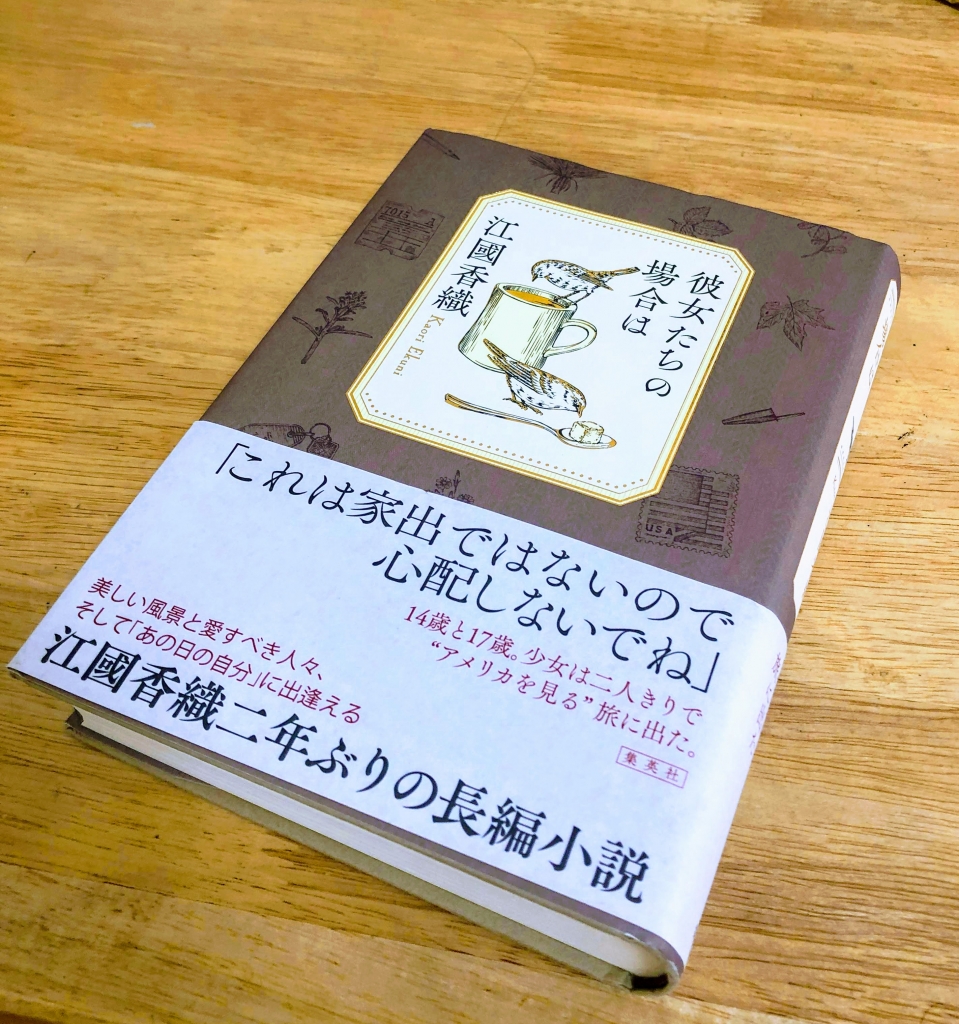 彼女たちの
場合は
江國香織
Kaori Ekuni
7015
USA
「これは家出ではないので
心配しないでね」
14歳と17歳。少女は二人きりで
“アメリカを見る”旅に出た。
美しい風景と愛すべき人々、
そして「あの日の自分」に出逢える
江國香織二年ぶりの長編小説
集英社